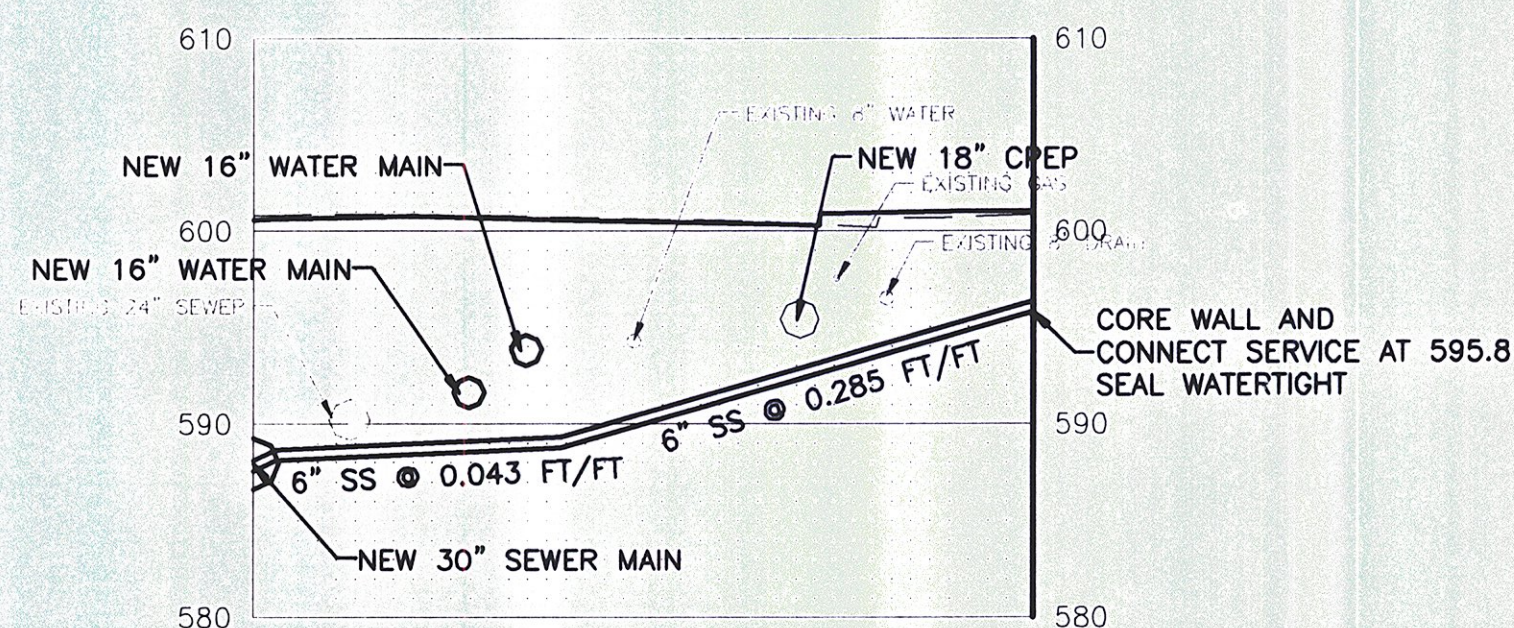 610
610
EXISTING 8" WATER
NEW 16" WATER MAIN
NEW 18" CPEP
EXISTING GAS
600
600
EXISTING 8" DRAIN
NEW 16" WATER MAIN
EXISTING 24" SEWER
CORE WALL AND
CONNECT SERVICE AT 595.8
SEAL WATERTIGHT
6" SS @ 0.285 FT/FT
590
590
6" SS @ 0.043 FT/FT
NEW 30" SEWER MAIN
580
580